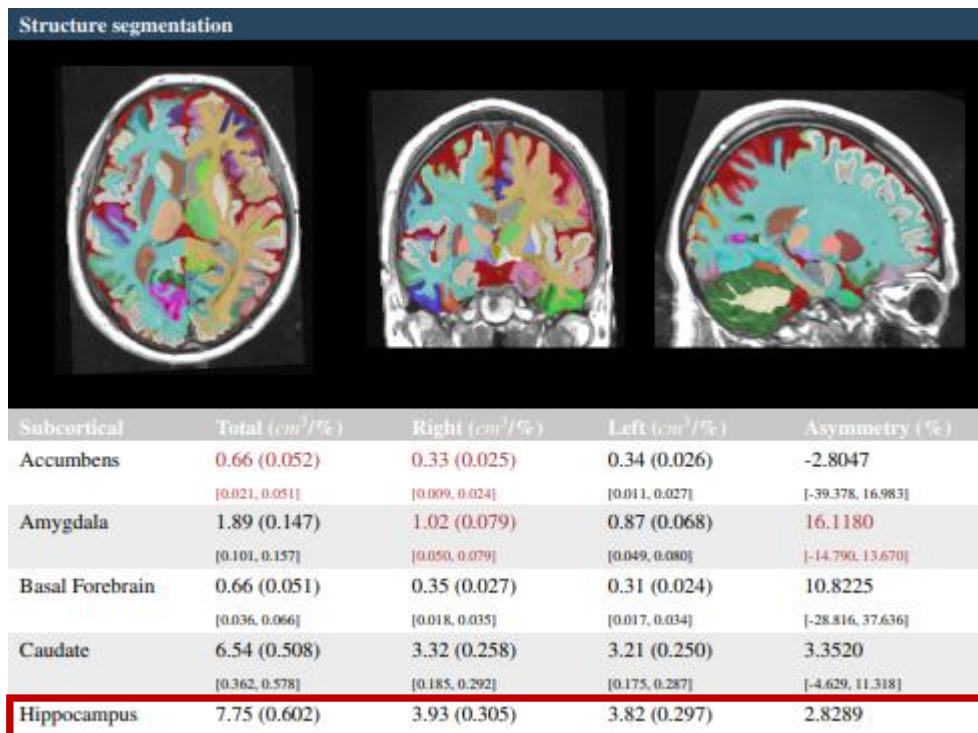 Structure segmentation
Subcortical Total (cm³/%) Right (cm³/%) Left (cm³/%) Asymmetry (%)
Accumbens 0.66 (0.052) 0.33 (0.025) 0.34 (0.026) -2.8047
[0.021, 0.051] [0.009, 0.024] [0.011, 0.027] [-39.378, 16.983]
Amygdala 1.89 (0.147) 1.02 (0.079) 0.87 (0.068) 16.1180
[0.101, 0.157] [0.050, 0.079] [0.049, 0.080] [-14.790, 13.670]
Basal Forebrain 0.66 (0.051) 0.35 (0.027) 0.31 (0.024) 10.8225
[0.036, 0.066] [0.018, 0.035] [0.017, 0.034] [-28.816, 37.636]
Caudate 6.54 (0.508) 3.32 (0.258) 3.21 (0.250) 3.3520
[0.362, 0.578] [0.185, 0.292] [0.175, 0.287] [-4.629, 11.318]
Hippocampus 7.75 (0.602) 3.93 (0.305) 3.82 (0.297) 2.8289